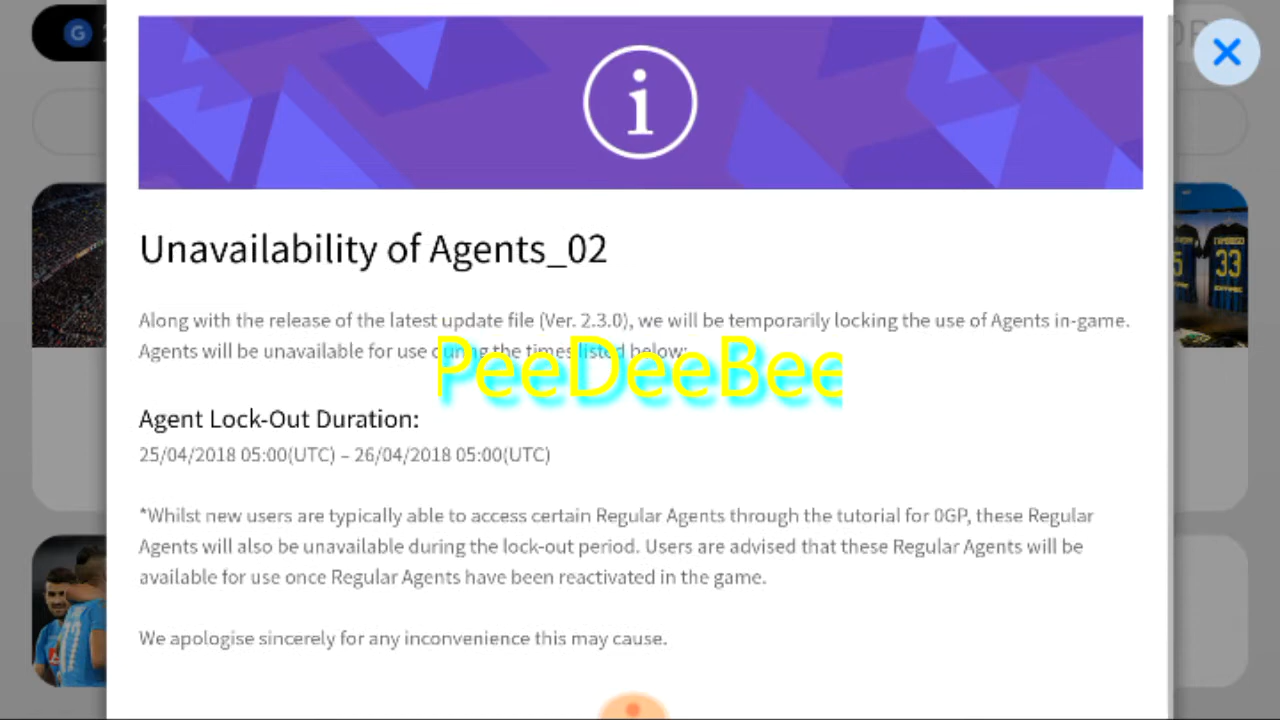 G
Unavailability of Agents_02
Along with the release of the latest update file (Ver. 2.3.0), we will be temporarily locking the use of Agents in-game.
Agents will be unavailable for use during the times listed below:
PeeDeeBee
Agent Lock-Out Duration:
25/04/2018 05:00(UTC) – 26/04/2018 05:00(UTC)
*Whilst new users are typically able to access certain Regular Agents through the tutorial for 0GP, these Regular
Agents will also be unavailable during the lock-out period. Users are advised that these Regular Agents will be
available for use once Regular Agents have been reactivated in the game.
We apologise sincerely for any inconvenience this may cause.
33